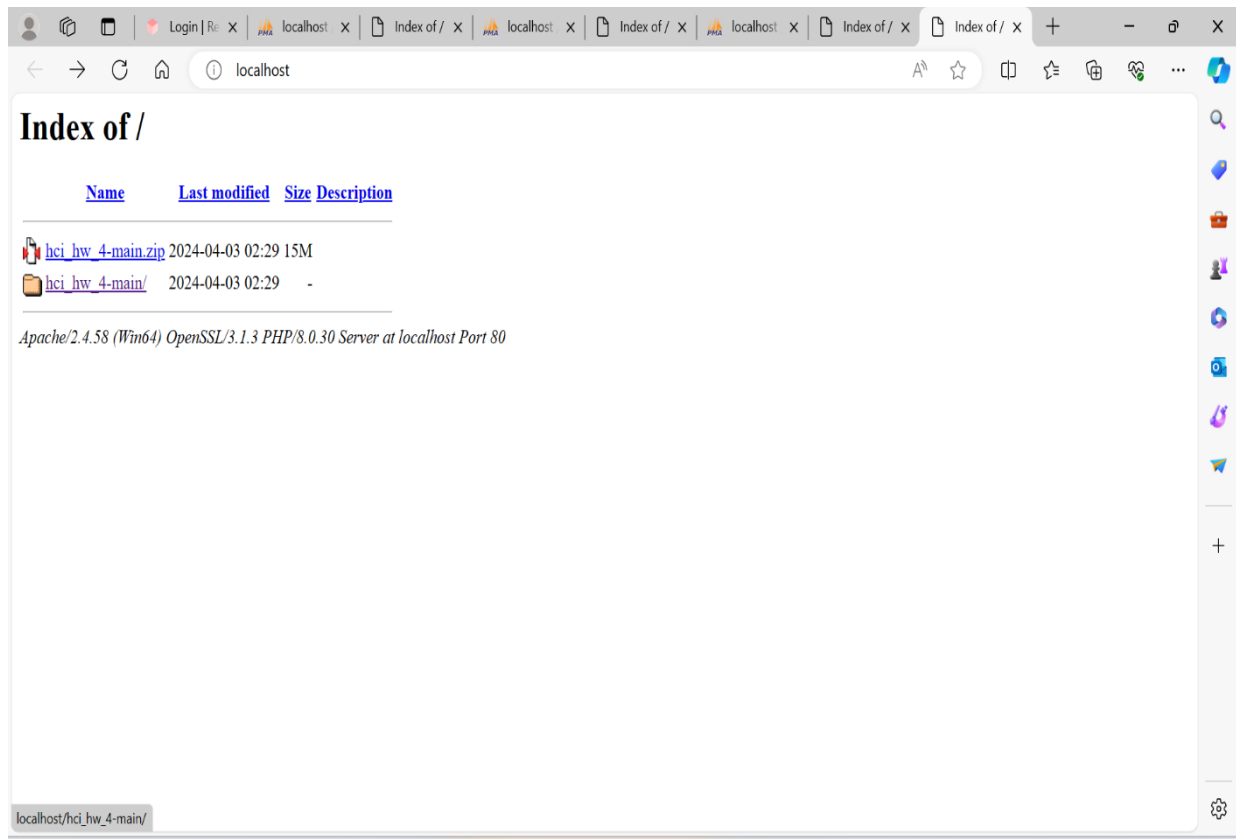 Login | Re
localhost
Index of /
localhost
Index of /
localhost
Index of /
Index of /
localhost
Index of /
Name Last modified Size Description
hci_hw_4-main.zip 2024-04-03 02:29 15M
hci_hw_4-main/ 2024-04-03 02:29 -
Apache/2.4.58 (Win64) OpenSSL/3.1.3 PHP/8.0.30 Server at localhost Port 80
localhost/hci_hw_4-main/